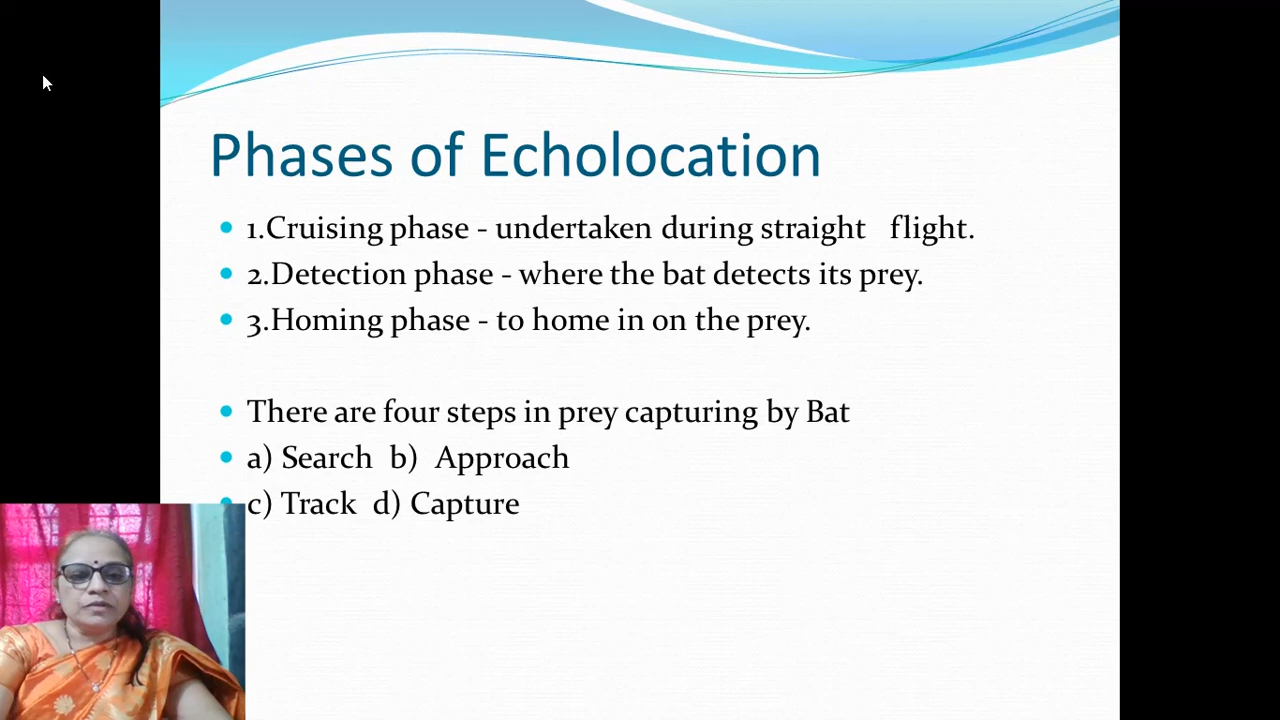 Phases of Echolocation
1.Cruising phase - undertaken during straight flight.
2.Detection phase - where the bat detects its prey.
3.Homing phase - to home in on the prey.
There are four steps in prey capturing by Bat
a) Search b) Approach
c) Track d) Capture